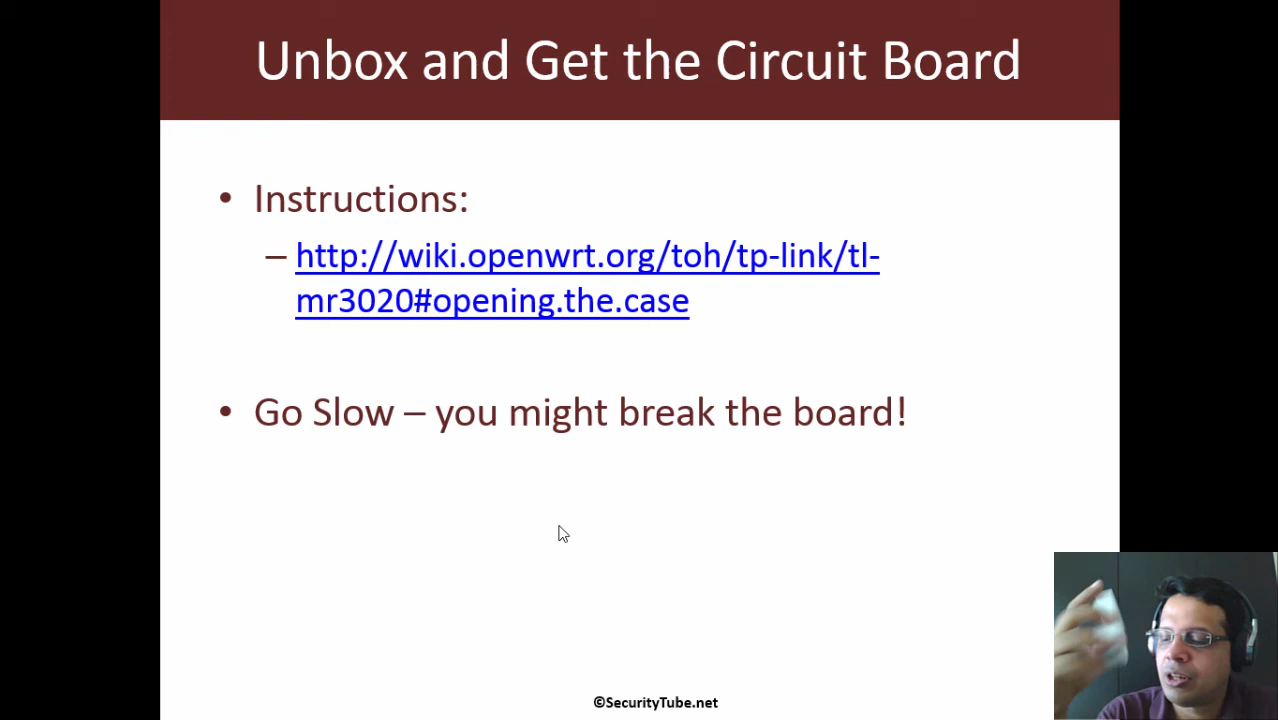 Unbox and Get the Circuit Board
• Instructions:
– http://wiki.openwrt.org/toh/tp-link/tl-
mr3020#opening.the.case
• Go Slow – you might break the board!
©SecurityTube.net